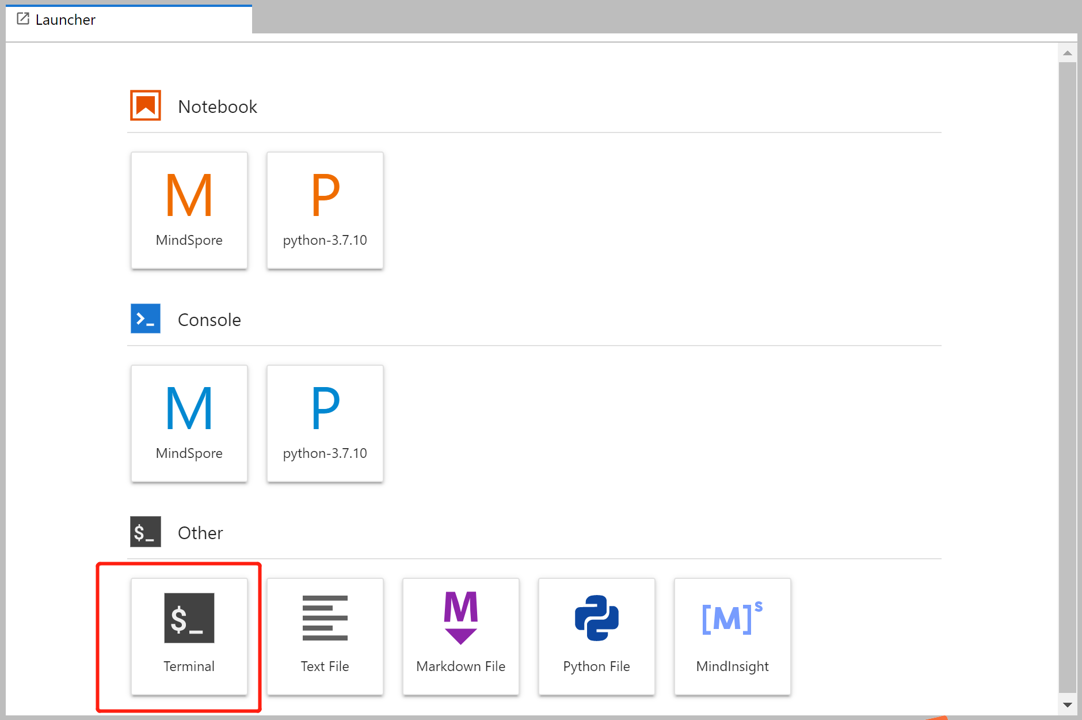 Launcher
Notebook
M P
MindSpore python-3.7.10
>_ Console
M P
MindSpore python-3.7.10
$_ Other
$_ M [M]s
Terminal Text File Markdown File Python File MindInsight